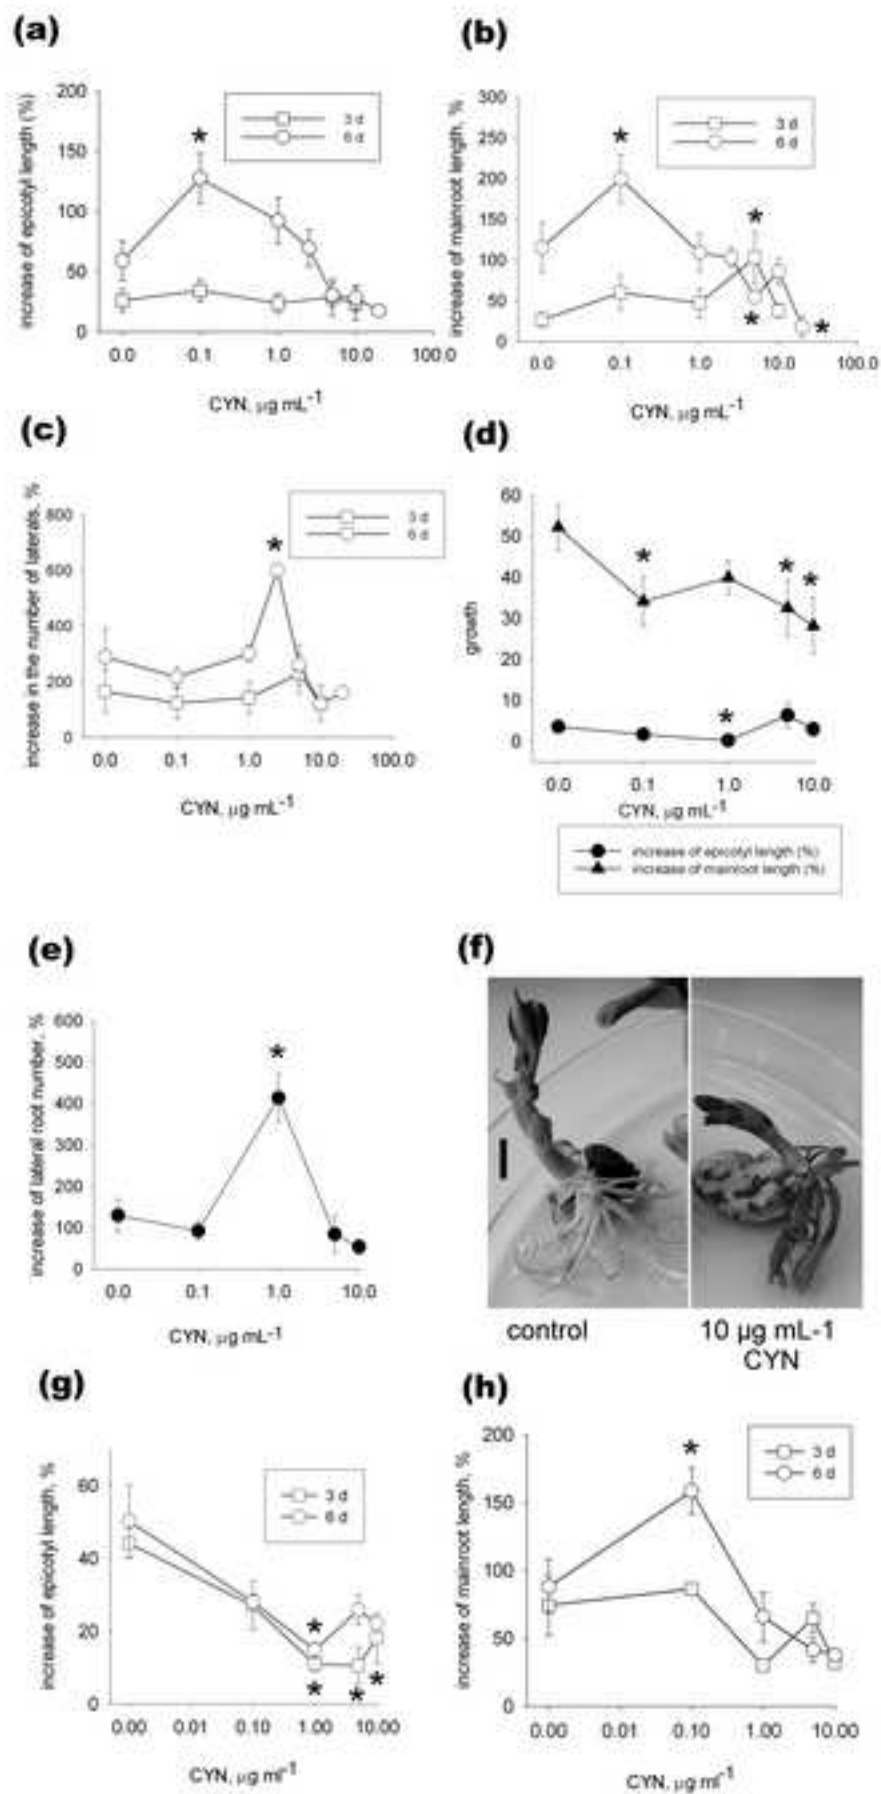 (a)
increase of epicotyl length (%)
200
150
100
50
0
3 d
6 d
*
0.0 0.1 1.0 10.0 100.0
CYN, µg mL-1
(b)
increase of mainroot length, %
300
250
200
150
100
50
0
3 d
6 d
*
*
* *
0.0 0.1 1.0 10.0 100.0
CYN, µg mL-1
(c)
increase in the number of laterals, %
800
600
400
200
0
3 d
6 d
*
0.0 0.1 1.0 10.0 100.0
CYN, µg mL-1
(d)
growth
60
50
40
30
20
10
0
* * *
*
0.0 0.1 1.0 10.0
CYN, µg mL-1
increase of epicotyl length (%)
increase of mainroot length (%)
(e)
increase of lateral root number, %
600
500
400
300
200
100
0
*
0.0 0.1 1.0 10.0
CYN, µg mL-1
(f)
control
10 µg mL-1
CYN
(g)
increase of epicotyl length, %
60
40
20
0
3 d
6 d
*
* * *
0.00 0.01 0.10 1.00 10.00
CYN, µg ml-1
(h)
increase of mainroot length, %
200
150
100
50
0
3 d
6 d
*
0.00 0.01 0.10 1.00 10.00
CYN, µg ml-1